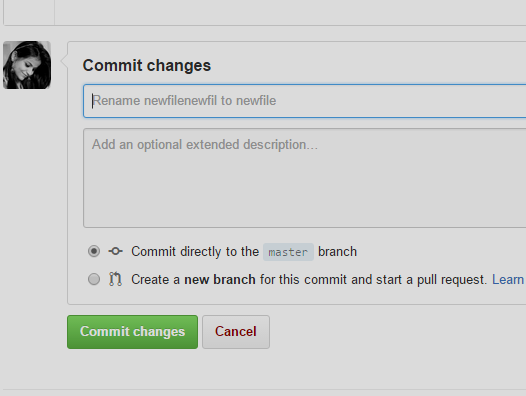 Commit changes
Rename newfilenewfil to newfile
Add an optional extended description...
Commit directly to the master branch
Create a new branch for this commit and start a pull request. Learn
Commit changes Cancel